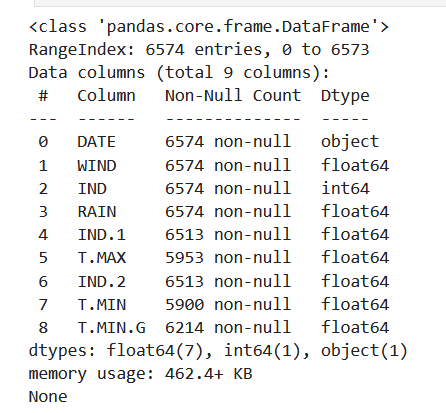 <class 'pandas.core.frame.DataFrame'>
RangeIndex: 6574 entries, 0 to 6573
Data columns (total 9 columns):
 #   Column   Non-Null Count  Dtype
---  ------   --------------  -----
 0   DATE     6574 non-null   object
 1   WIND     6574 non-null   float64
 2   IND      6574 non-null   int64
 3   RAIN     6574 non-null   float64
 4   IND.1    6513 non-null   float64
 5   T.MAX    5953 non-null   float64
 6   IND.2    6513 non-null   float64
 7   T.MIN    5900 non-null   float64
 8   T.MIN.G  6214 non-null   float64
dtypes: float64(7), int64(1), object(1)
memory usage: 462.4+ KB
None